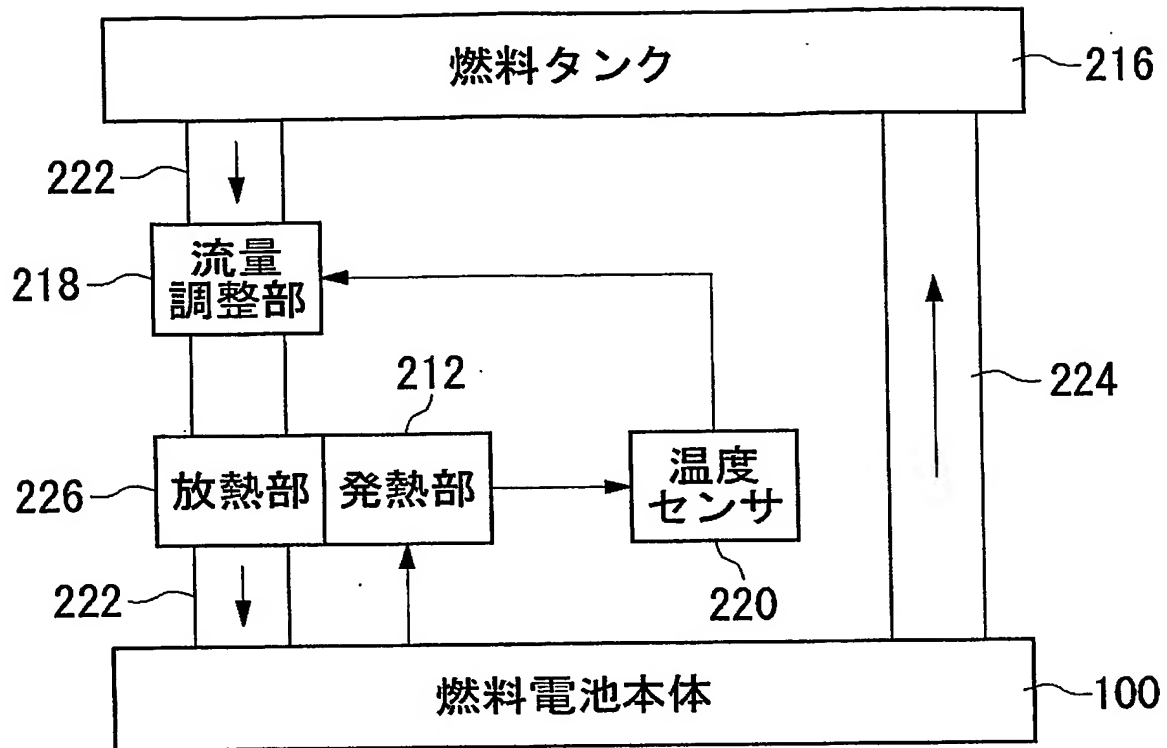 燃料タンク
216
222
流量
調整部
218
212
224
226
放熱部
発熱部
温度
センサ
222
220
燃料電池本体
100